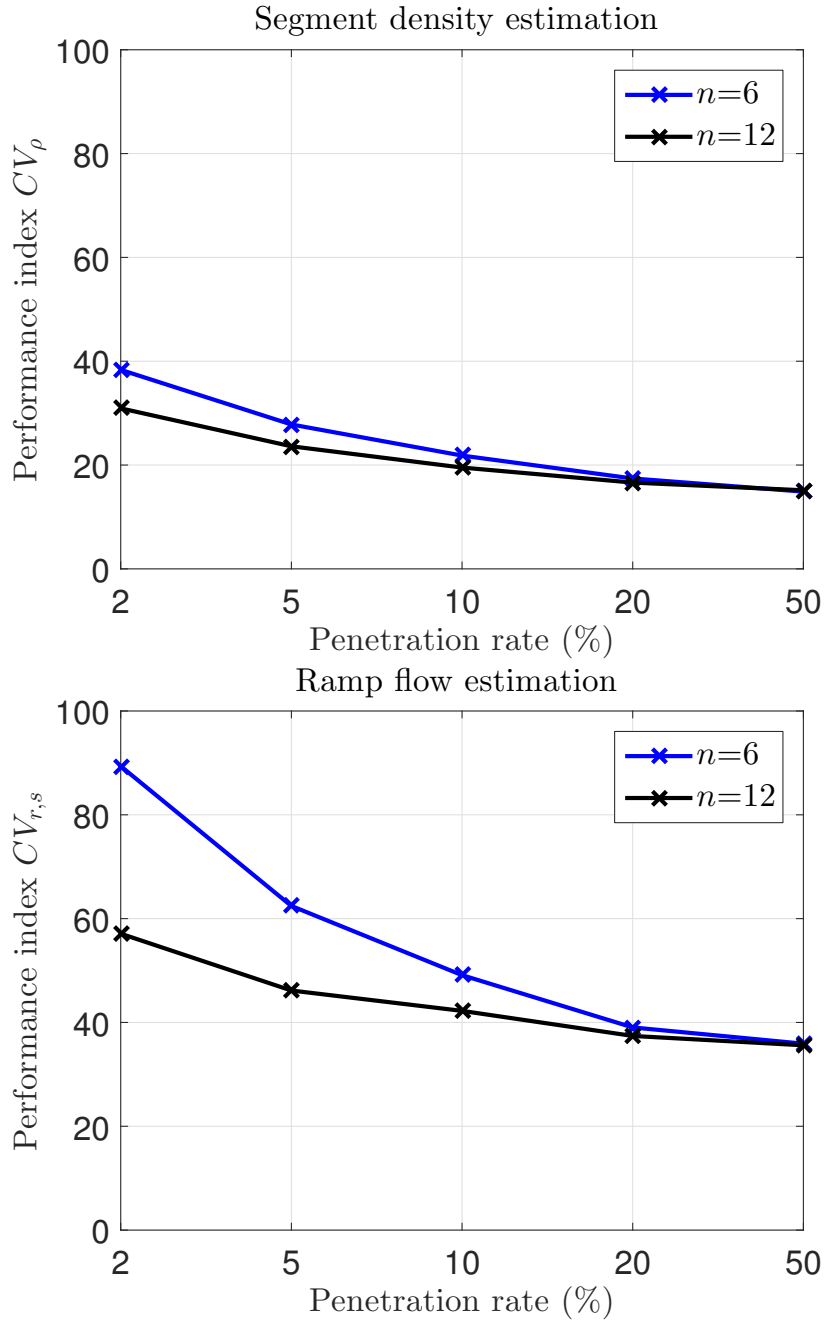 Segment density estimation
Performance index CV_ρ
100
80
60
40
20
0
n=6
n=12
2 5 10 20 50
Penetration rate (%)
Ramp flow estimation
Performance index CV_{r,s}
100
80
60
40
20
0
n=6
n=12
2 5 10 20 50
Penetration rate (%)